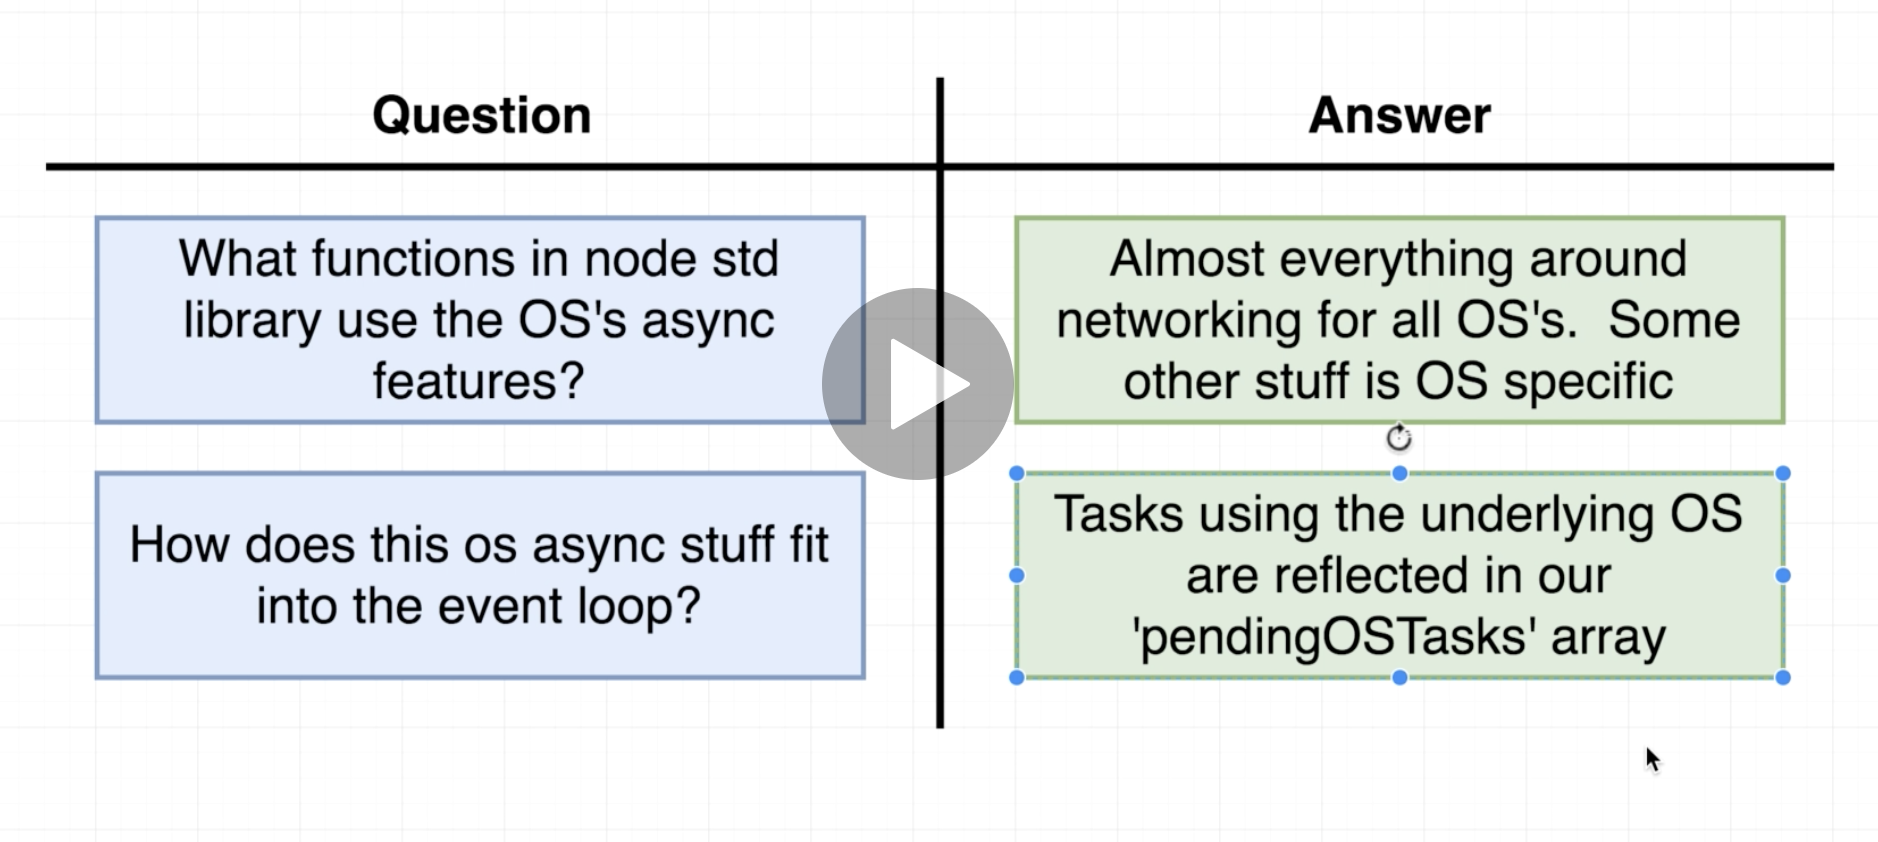 Question
Answer
What functions in node std
library use the OS's async
features?
Almost everything around
networking for all OS's.  Some
other stuff is OS specific
How does this os async stuff fit
into the event loop?
Tasks using the underlying OS
are reflected in our
'pendingOSTasks' array